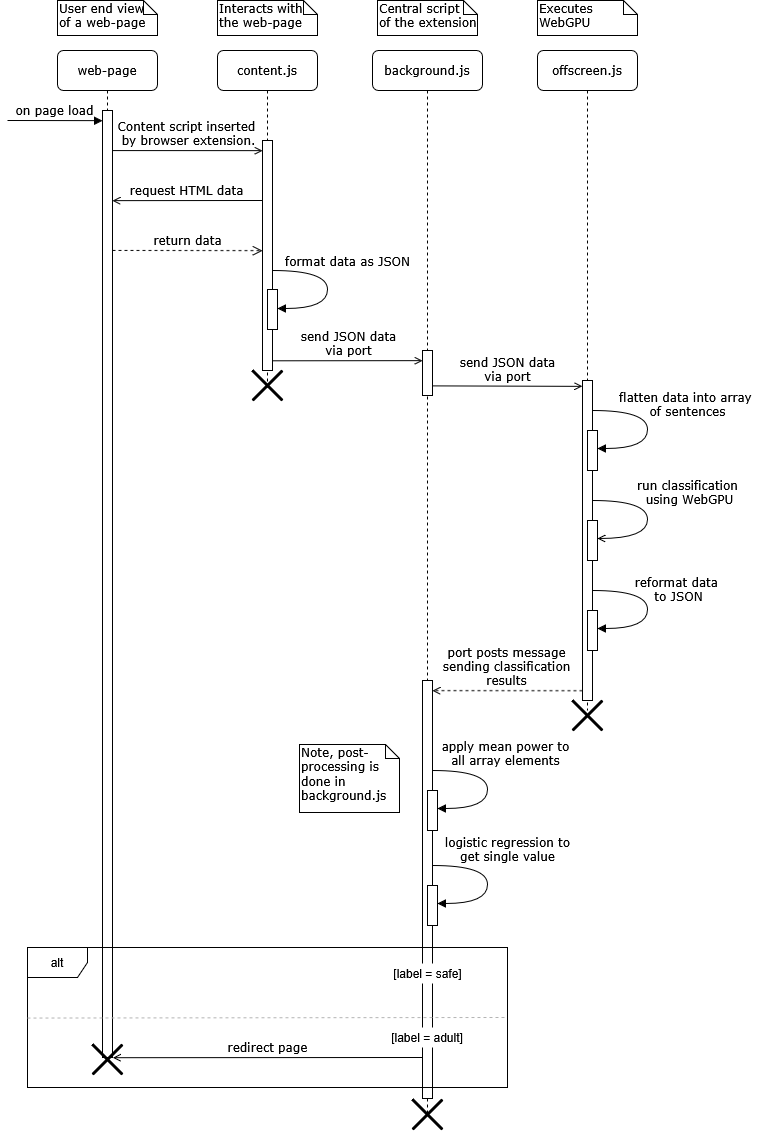 User end view
of a web-page
Interacts with
the web-page
Central script
of the extension
Executes
WebGPU
web-page
content.js
background.js
offscreen.js
on page load
Content script inserted
by browser extension.
request HTML data
return data
format data as JSON
send JSON data
via port
send JSON data
via port
flatten data into array
of sentences
run classification
using WebGPU
reformat data
to JSON
port posts message
sending classification
results
Note, post-
processing is
done in
background.js
apply mean power to
all array elements
logistic regression to
get single value
alt
[label = safe]
[label = adult]
redirect page